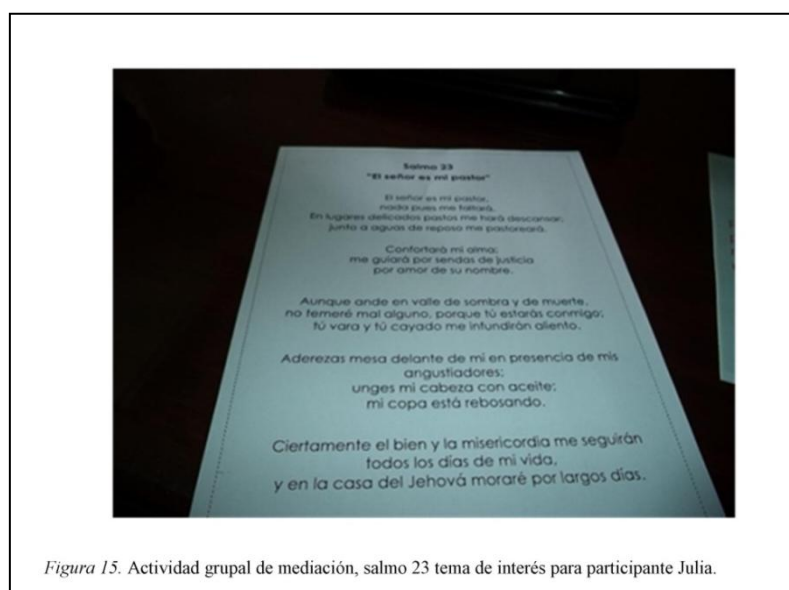 Salmo 23
"El señor es mi pastor"
El señor es mi pastor,
nada pues me faltará.
En lugares delicados pastos me hará descansar;
junto a aguas de reposo me pastoreará.
Confortará mi alma;
me guiará por sendas de justicia
por amor de su nombre.
Aunque ande en valle de sombra y de muerte,
no temeré mal alguno, porque tú estarás conmigo;
tú vara y tú cayado me infundirán aliento.
Aderezas mesa delante de mi en presencia de mis
angustiadores;
unges mi cabeza con aceite;
mi copa está rebosando.
Ciertamente el bien y la misericordia me seguirán
todos los días de mi vida,
y en la casa del Jehová moraré por largos días.
Figura 15. Actividad grupal de mediación, salmo 23 tema de interés para participante Julia.